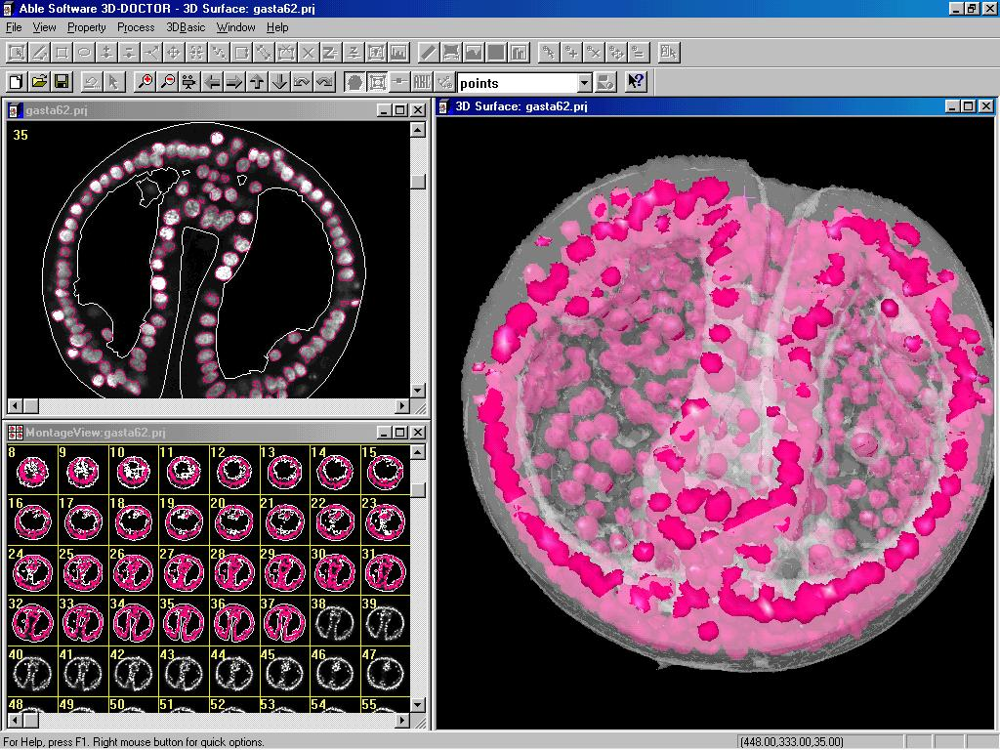 Able Software 3D-DOCTOR - 3D Surface: gasta62.prj
File View Property Process 3DBasic Window Help
points
gasta62.prj
35
MontageView:gasta62.prj
8 9 10 11 12 13 14 15
16 17 18 19 20 21 22 23
24 25 26 27 28 29 30 31
32 33 34 35 36 37 38 39
40 41 42 43 44 45 46 47
48 49 50 51 52 53 54 55
3D Surface: gasta62.prj
For Help, press F1. Right mouse button for quick options.
(448.00,333.00,35.00)